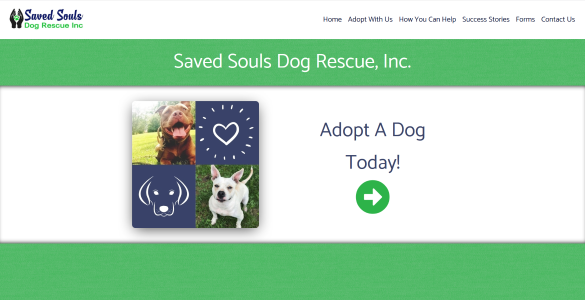 Saved Souls
Dog Rescue Inc
Home Adopt With Us How You Can Help Success Stories Forms Contact Us
Saved Souls Dog Rescue, Inc.
Adopt A Dog
Today!